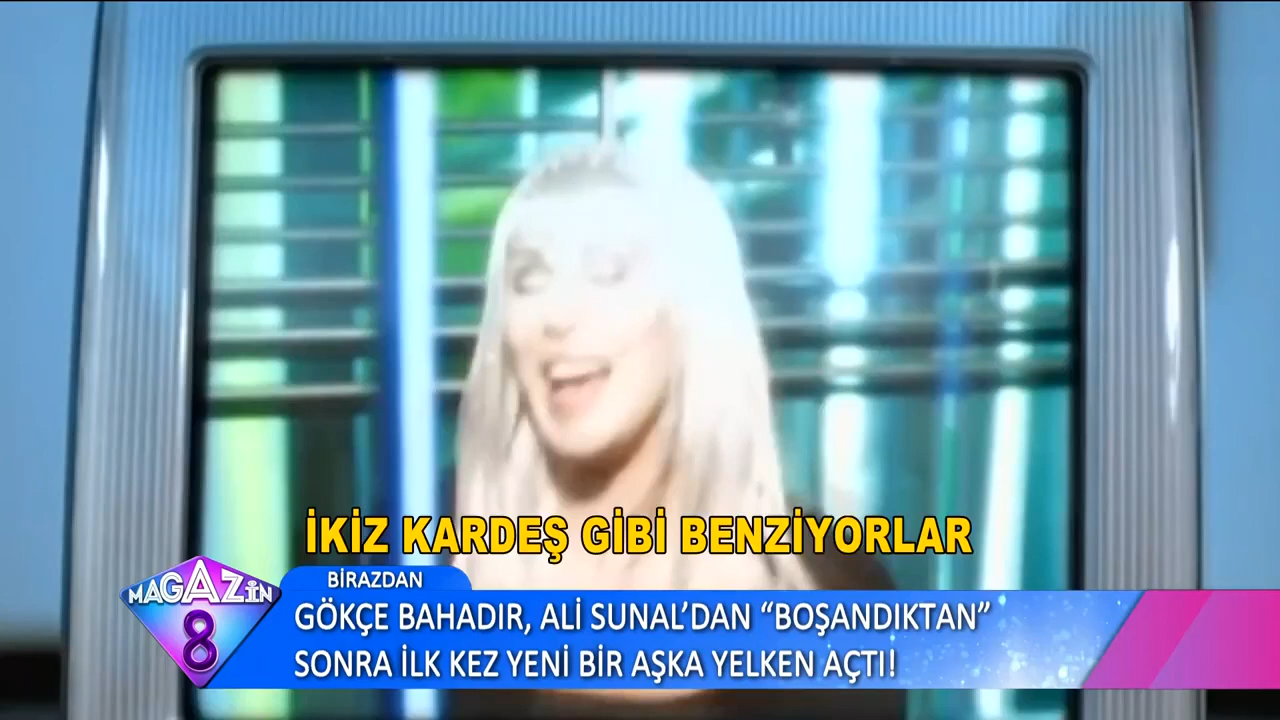 İKİZ KARDEŞ GİBİ BENZİYORLAR
BİRAZDAN
MAGAZİN
8
GÖKÇE BAHADIR, ALİ SUNAL’DAN “BOŞANDIKTAN”
SONRA İLK KEZ YENİ BİR AŞKA YELKEN AÇTI!